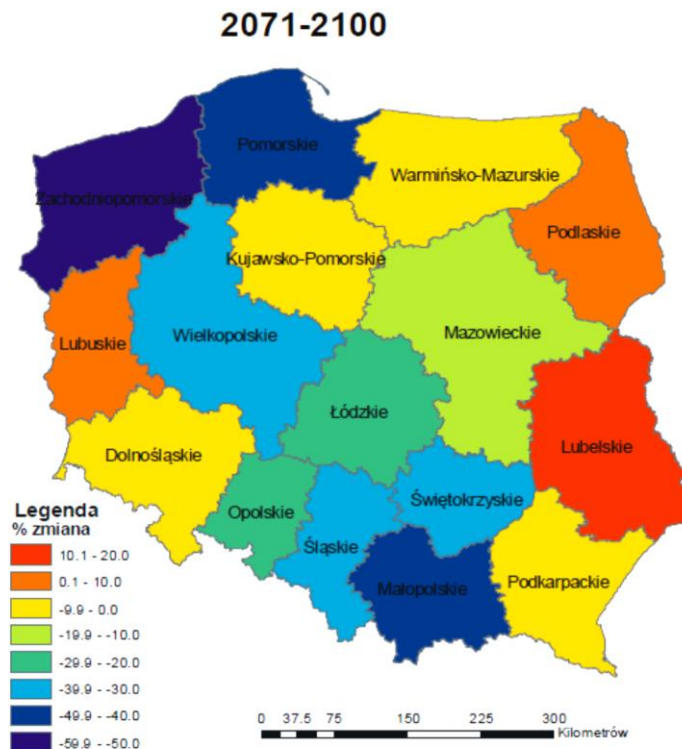 2071-2100
Pomorskie
Warmińsko-Mazurskie
Zachodniopomorskie
Podlaskie
Kujawsko-Pomorskie
Mazowieckie
Wielkopolskie
Lubuskie
Łódzkie
Lubelskie
Dolnośląskie
Świętokrzyskie
Opolskie
Śląskie
Podkarpackie
Małopolskie
Legenda
% zmiana
10.1 - 20.0
0.1 - 10.0
-9.9 - 0.0
-19.9 - -10.0
-29.9 - -20.0
-39.9 - -30.0
-49.9 - -40.0
-59.9 - -50.0
0 37.5 75 150 225 300
Kilometrów